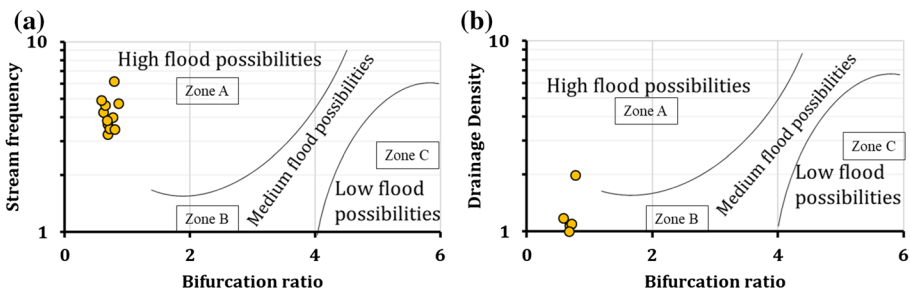 (a)
10
High flood possibilities
Zone A
Medium flood possibilities
Zone C
Low flood
possibilities
Zone B
1
0 2 4 6
Stream frequency
Bifurcation ratio
(b)
10
High flood possibilities
Zone A
Medium flood possibilities
Zone C
Low flood
possibilities
Zone B
1
0 2 4 6
Drainage Density
Bifurcation ratio